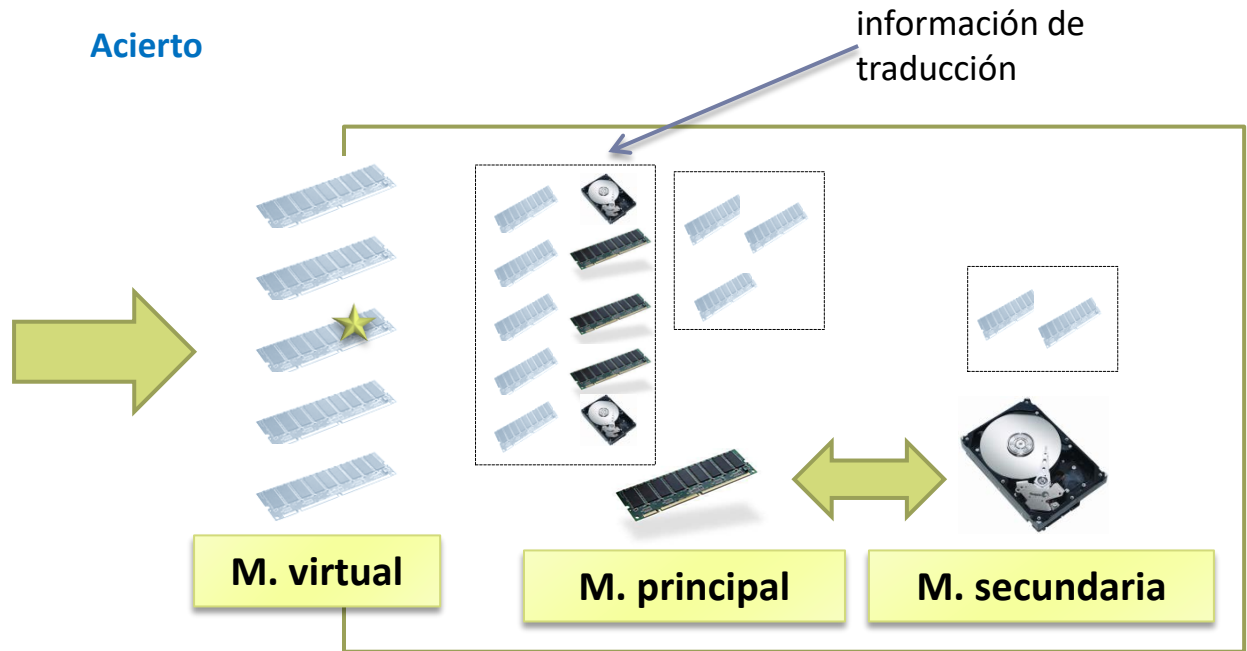 Acierto
información de
traducción
M. virtual
M. principal
M. secundaria